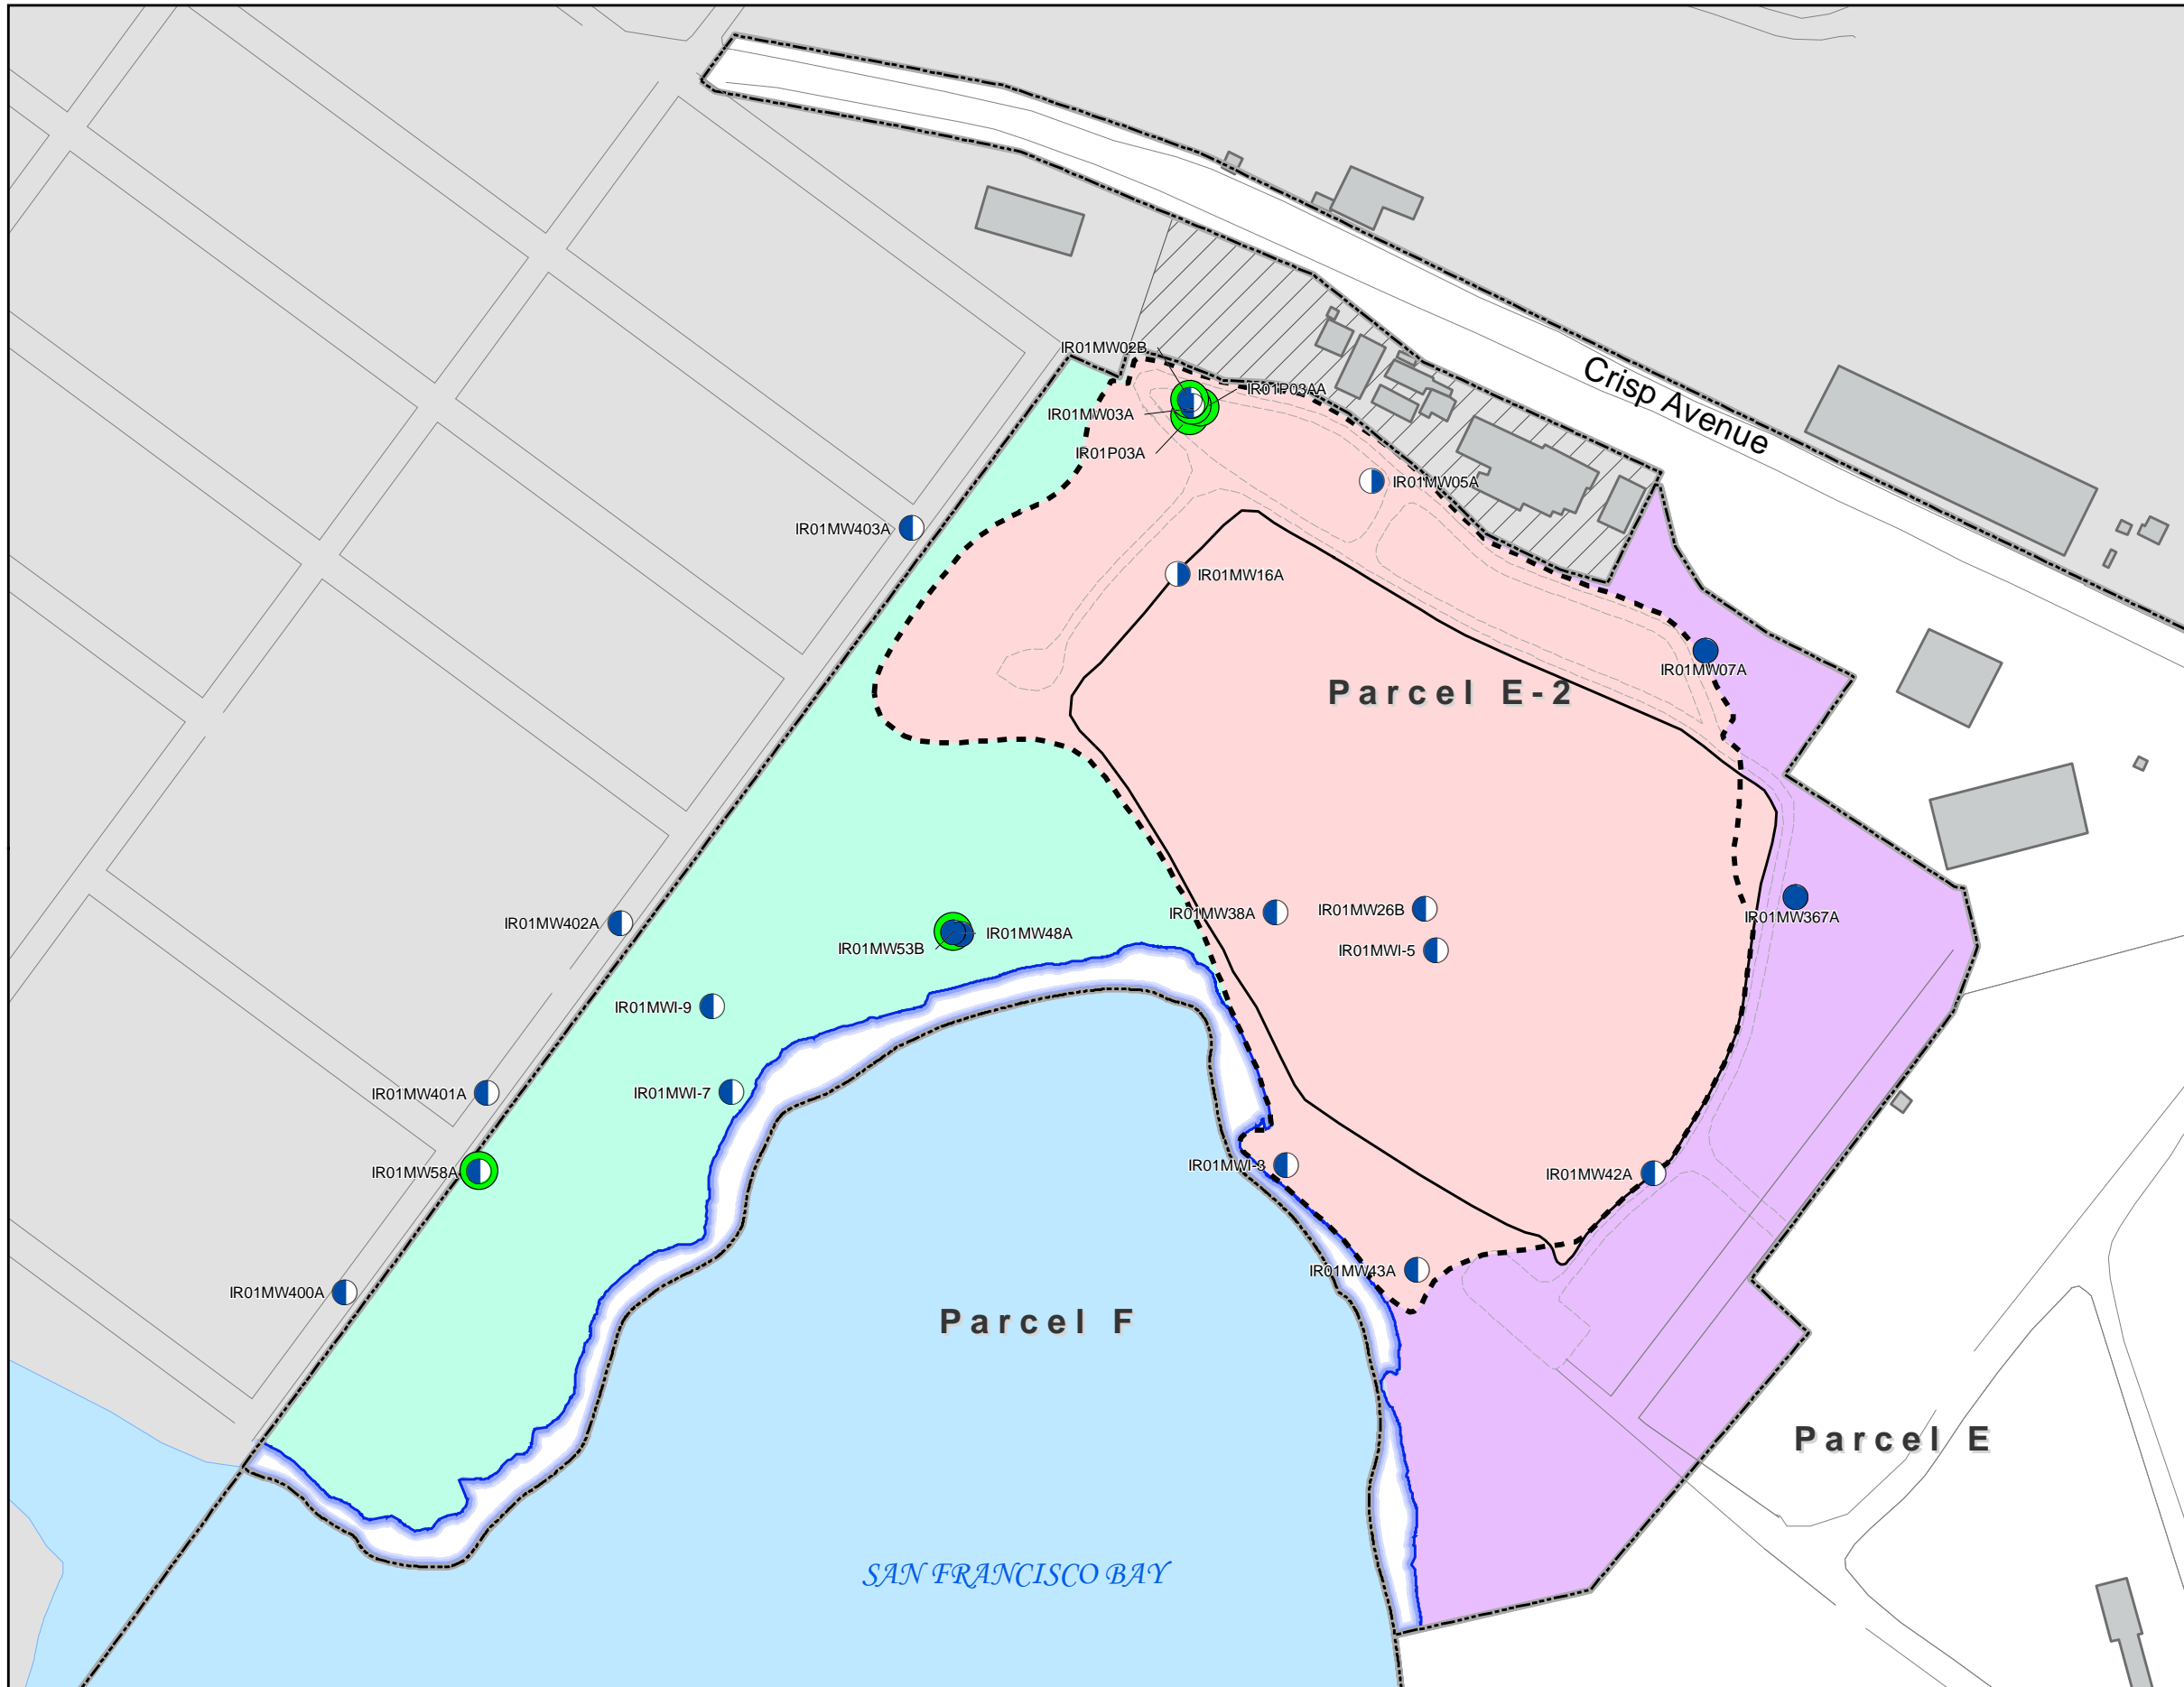 Crisp Avenue
IR01MW02B
IR01P03AA
IR01MW03A
IR01P03A
IR01MW05A
IR01MW403A
IR01MW16A
IR01MW07A
Parcel E-2
IR01MW38A
IR01MW26B
IR01MW367A
IR01MW402A
IR01MW48A
IR01MW53B
IR01MWI-5
IR01MWI-9
IR01MW401A
IR01MWI-7
IR01MW58A
IR01MWI-3
IR01MW42A
IR01MW43A
IR01MW400A
Parcel F
Parcel E
SAN FRANCISCO BAY